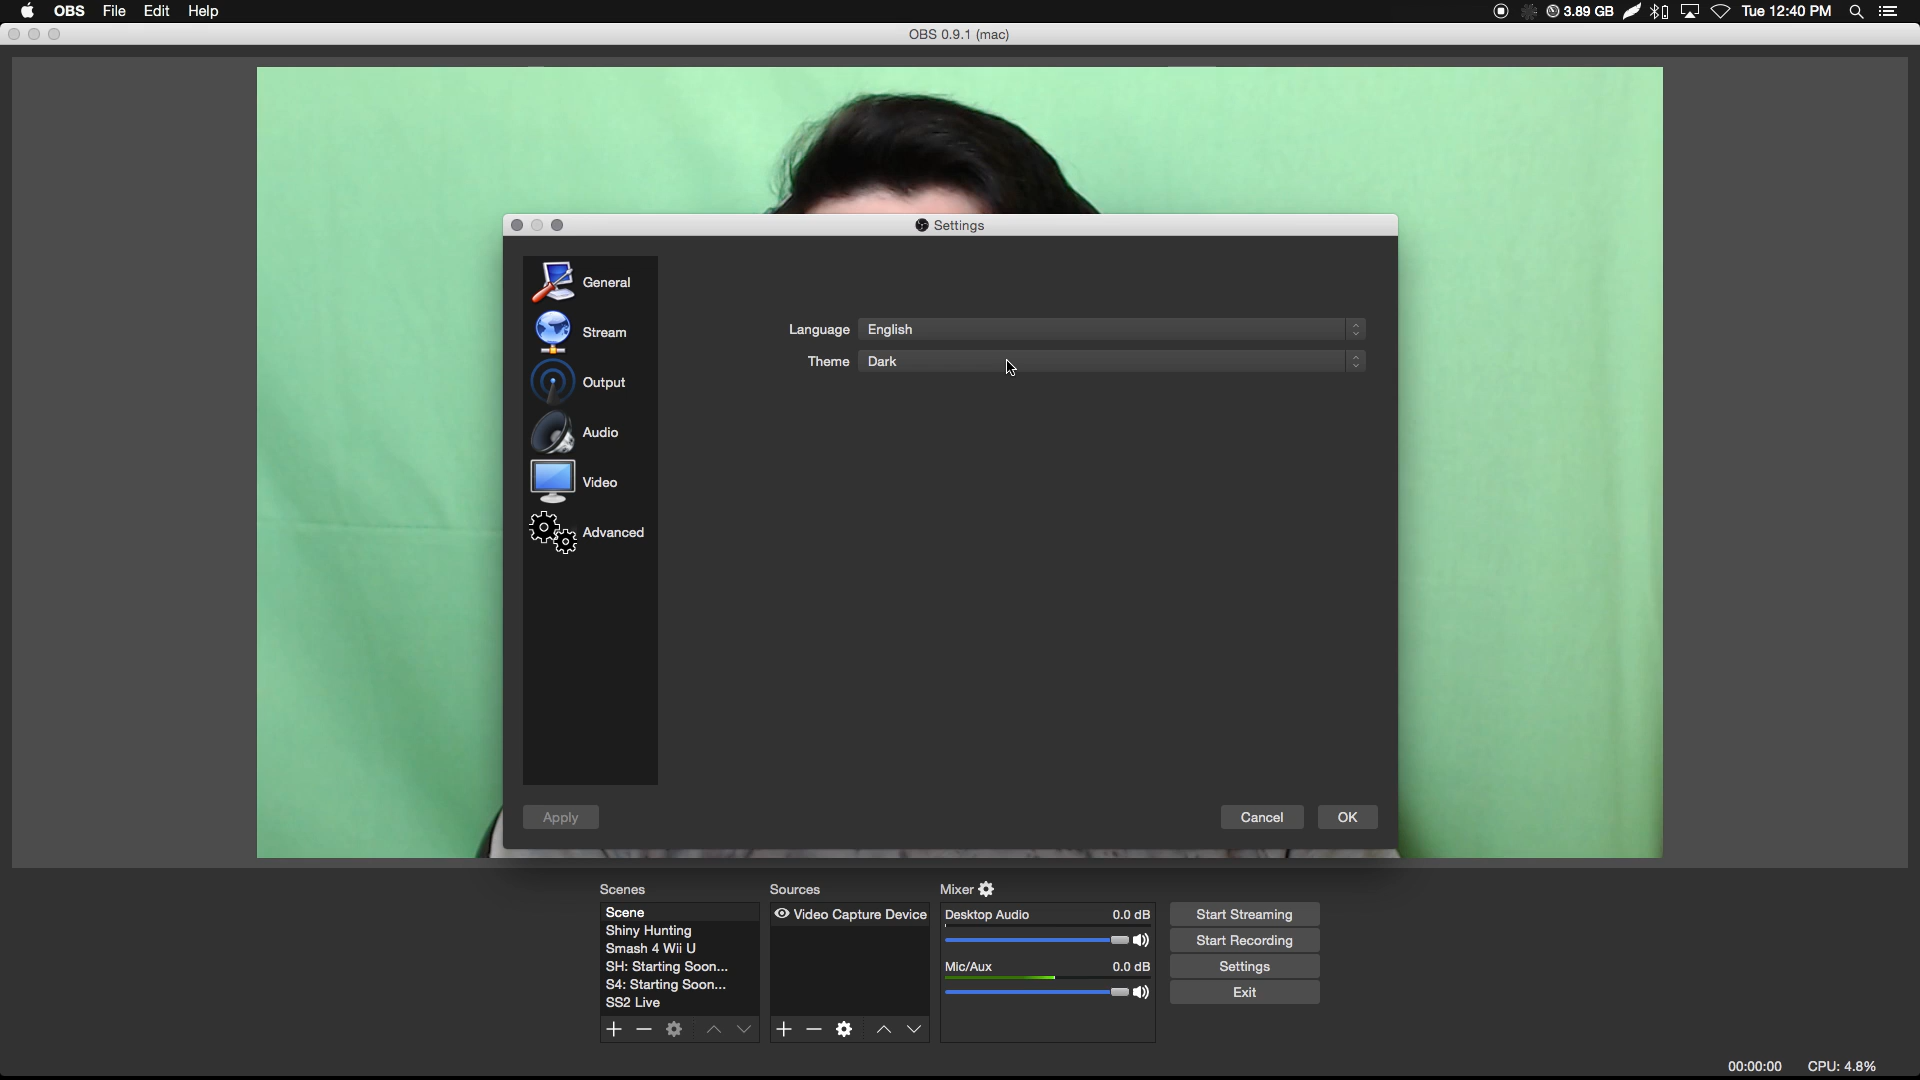 OBS File Edit Help 3.89 GB Tue 12:40 PM
OBS 0.9.1 (mac)
Settings
General
Stream
Output
Audio
Video
Advanced
Language English
Theme Dark
Apply
Cancel OK
Scenes
Scene
Shiny Hunting
Smash 4 Wii U
SH: Starting Soon...
S4: Starting Soon...
SS2 Live
Sources
Video Capture Device
Mixer
Desktop Audio 0.0 dB
Mic/Aux 0.0 dB
Start Streaming
Start Recording
Settings
Exit
00:00:00 CPU: 4.8%